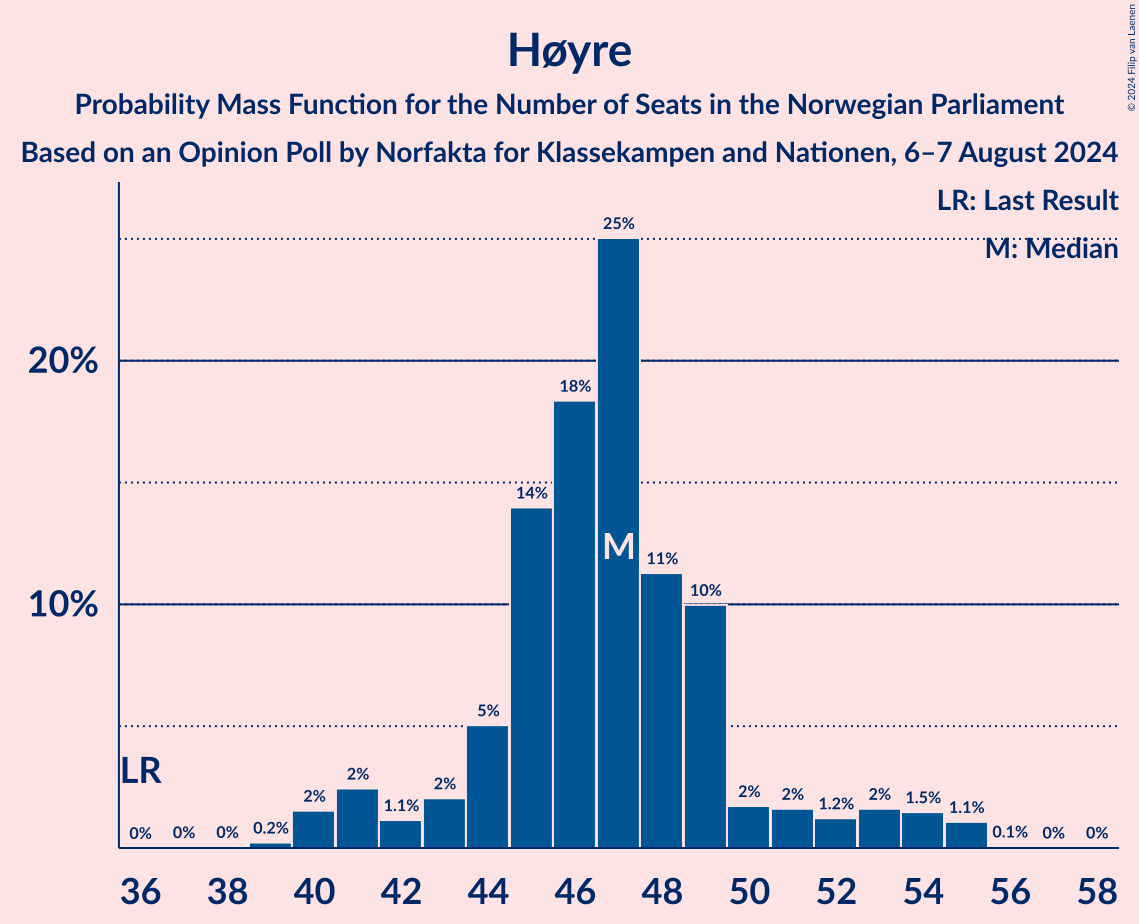 Høyre
Probability Mass Function for the Number of Seats in the Norwegian Parliament
Based on an Opinion Poll by Norfakta for Klassekampen and Nationen, 6–7 August 2024
© 2024 Filip van Laenen
LR: Last Result
M: Median
20%
10%
LR
M
0%
0%
0%
0.2%
2%
2%
1.1%
2%
5%
14%
18%
25%
11%
10%
2%
2%
1.2%
2%
1.5%
1.1%
0.1%
0%
0%
36 38 40 42 44 46 48 50 52 54 56 58